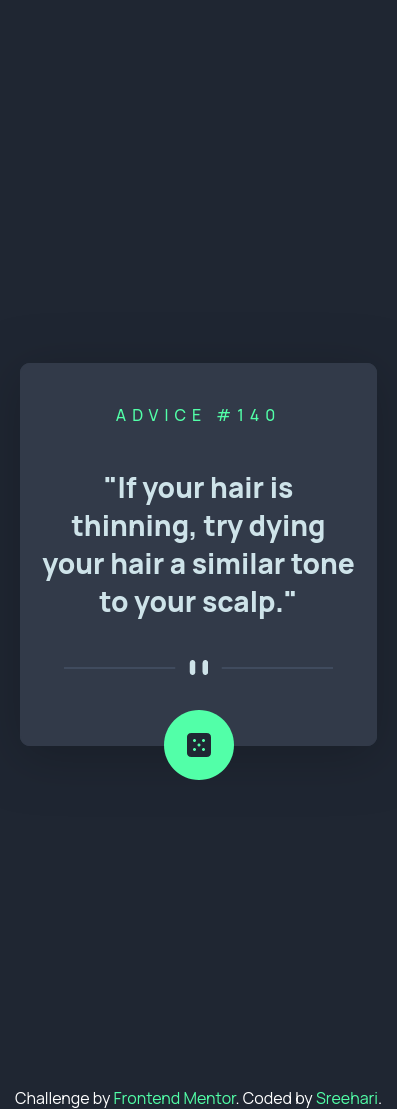 ADVICE #140
"If your hair is
thinning, try dying
your hair a similar tone
to your scalp."
Challenge by Frontend Mentor. Coded by Sreehari.